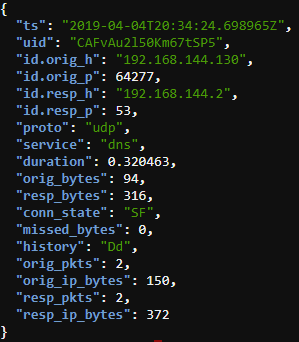 {
"ts": "2019-04-04T20:34:24.698965Z",
"uid": "CAFvAu2l50Km67tSP5",
"id.orig_h": "192.168.144.130",
"id.orig_p": 64277,
"id.resp_h": "192.168.144.2",
"id.resp_p": 53,
"proto": "udp",
"service": "dns",
"duration": 0.320463,
"orig_bytes": 94,
"resp_bytes": 316,
"conn_state": "SF",
"missed_bytes": 0,
"history": "Dd",
"orig_pkts": 2,
"orig_ip_bytes": 150,
"resp_pkts": 2,
"resp_ip_bytes": 372
}